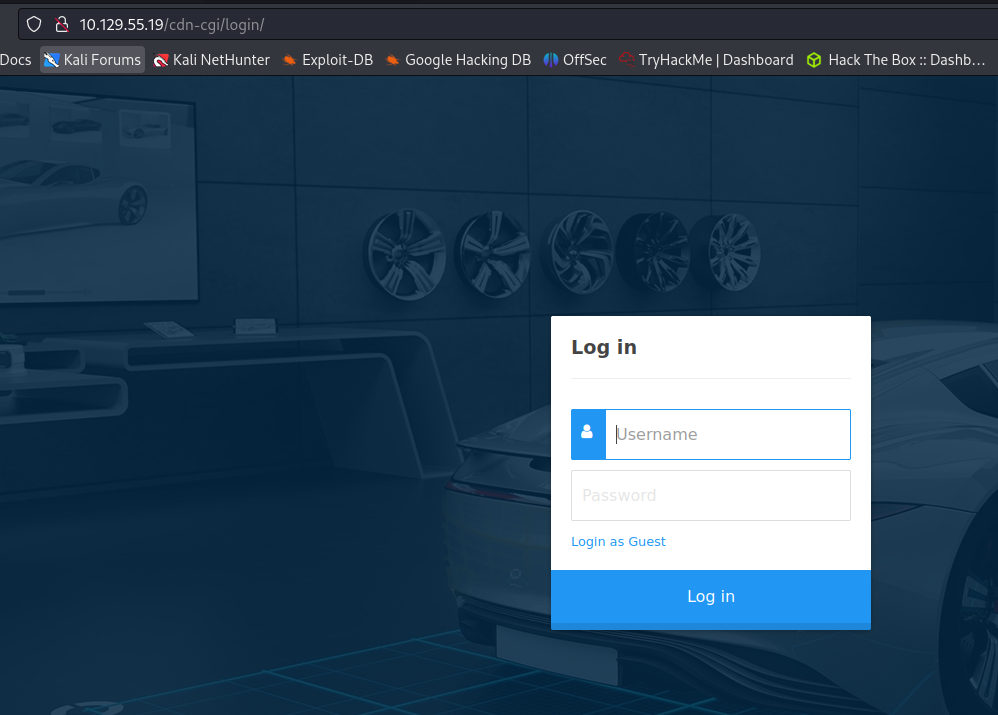 10.129.55.19/cdn-cgi/login/
Docs Kali Forums Kali NetHunter Exploit-DB Google Hacking DB OffSec TryHackMe | Dashboard Hack The Box :: Dashb…
Log in
Username
Password
Login as Guest
Log in